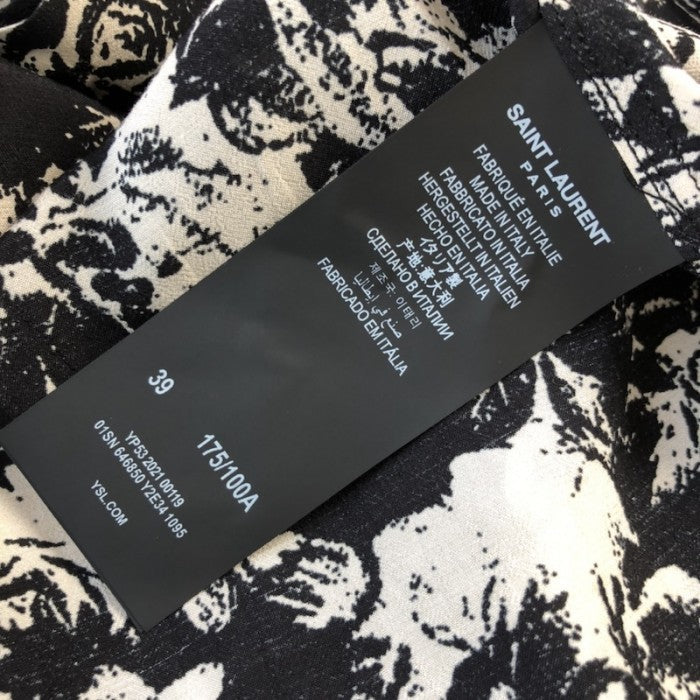 SAINT LAURENT
PARIS
FABRIQUÉ EN ITALIE
MADE IN ITALY
FABBRICATO IN ITALIA
HERGESTELLT IN ITALIEN
HECHO EN ITALIA
イタリア製
产地:意大利
СДЕЛАНО В ИТАЛИИ
제조국: 이태리
صنع في إيطاليا
FABRICADO EM ITÁLIA
39
175/100A
YP53 2021 00119
01SN 646850 Y2E34 1095
YSL.COM